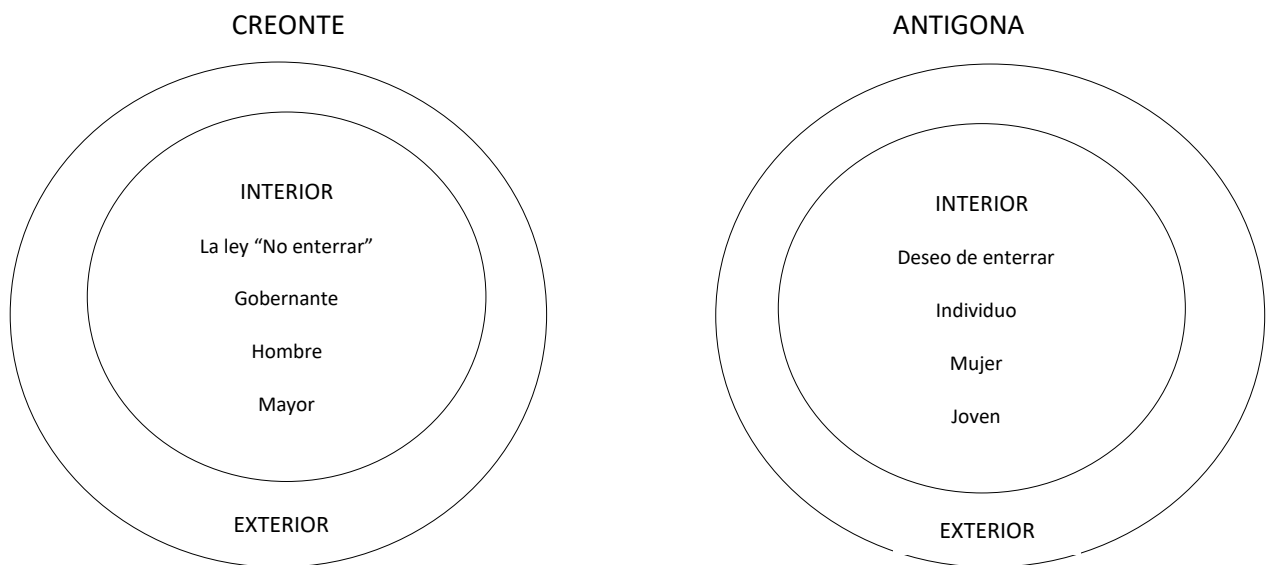 CREONTE
INTERIOR
La ley “No enterrar”
Gobernante
Hombre
Mayor
EXTERIOR
ANTIGONA
INTERIOR
Deseo de enterrar
Individuo
Mujer
Joven
EXTERIOR